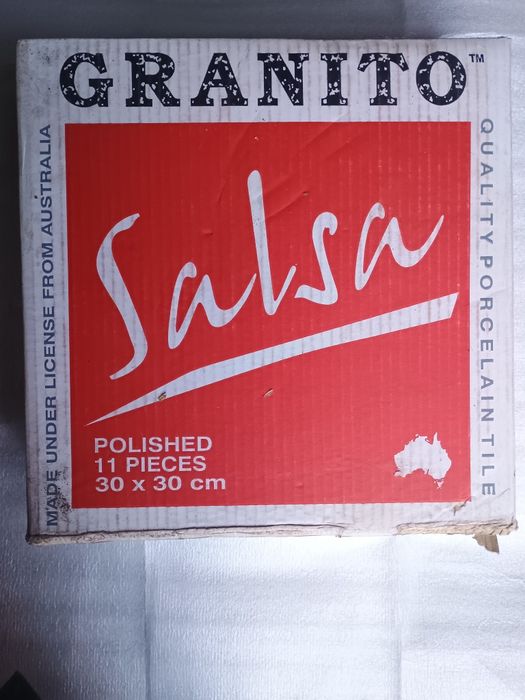 GRANITO™
MADE UNDER LICENSE FROM AUSTRALIA
Salsa
QUALITY PORCELAIN TILE
POLISHED
11 PIECES
30 x 30 cm